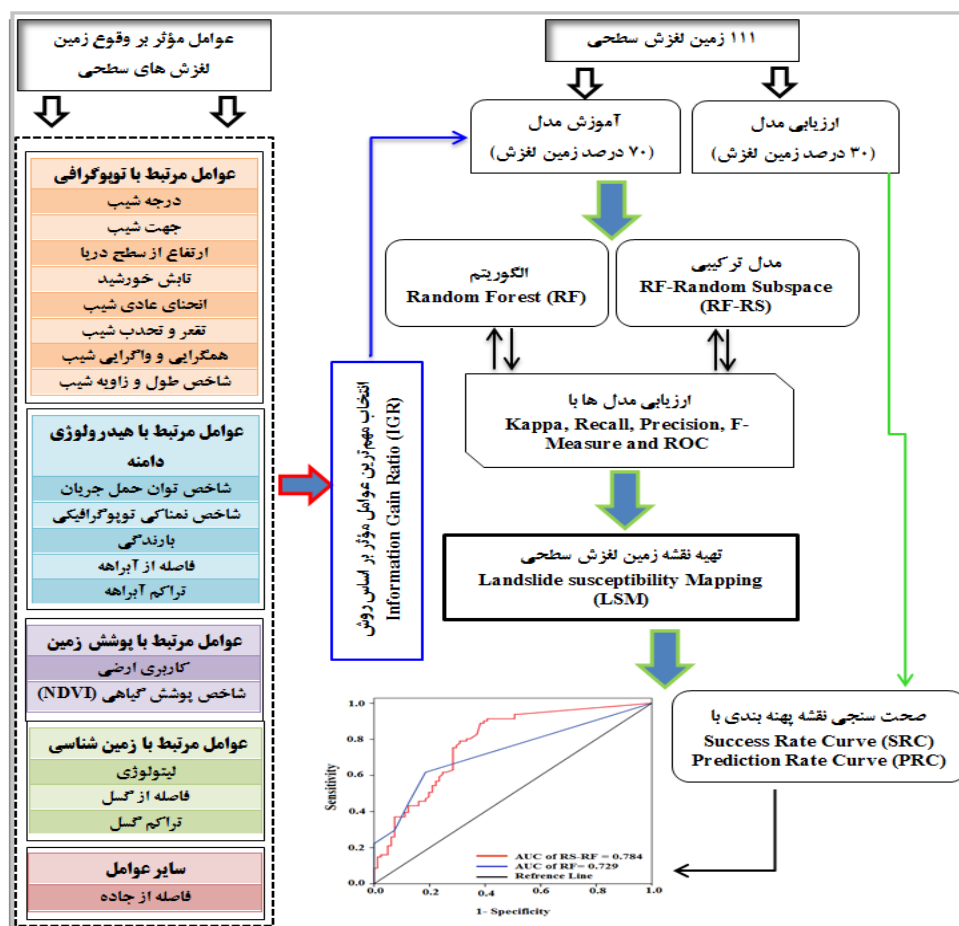 عوامل مؤثر بر وقوع زمین
لغزش های سطحی
عوامل مرتبط با توپوگرافی
درجه شیب
جهت شیب
ارتفاع از سطح دریا
تابش خورشید
انحنای عادی شیب
تقعر و تحدب شیب
همگرایی و واگرایی شیب
شاخص طول و زاویه شیب
عوامل مرتبط با هیدرولوژی
دامنه
شاخص توان حمل جریان
شاخص نمناکی توپوگرافیکی
بارندگی
فاصله از آبراهه
تراکم آبراهه
عوامل مرتبط با پوشش زمین
کاربری ارضی
شاخص پوشش گیاهی (NDVI)
عوامل مرتبط با زمین شناسی
لیتولوژی
فاصله از گسل
تراکم گسل
سایر عوامل
فاصله از جاده
انتخاب مهم‌ترین عوامل مؤثر بر اساس روش
Information Gain Ratio (IGR)
۱۱۱ زمین لغزش سطحی
ارزیابی مدل
(۳۰ درصد زمین لغزش)
آموزش مدل
(۷۰ درصد زمین لغزش)
مدل ترکیبی
RF-Random Subspace
(RF-RS)
الگوریتم
Random Forest (RF)
ارزیابی مدل ها با
Kappa, Recall, Precision, F-
Measure and ROC
تهیه نقشه زمین لغزش سطحی
Landslide susceptibility Mapping
(LSM)
صحت سنجی نقشه پهنه بندی با
Success Rate Curve (SRC)
Prediction Rate Curve (PRC)
1.0
0.8
0.6
0.4
0.2
0.0
Sensitivity
AUC of RS-RF = 0.784
AUC of RF= 0.729
Refrence Line
0.0
0.2
0.4
0.6
0.8
1.0
1- Specificity